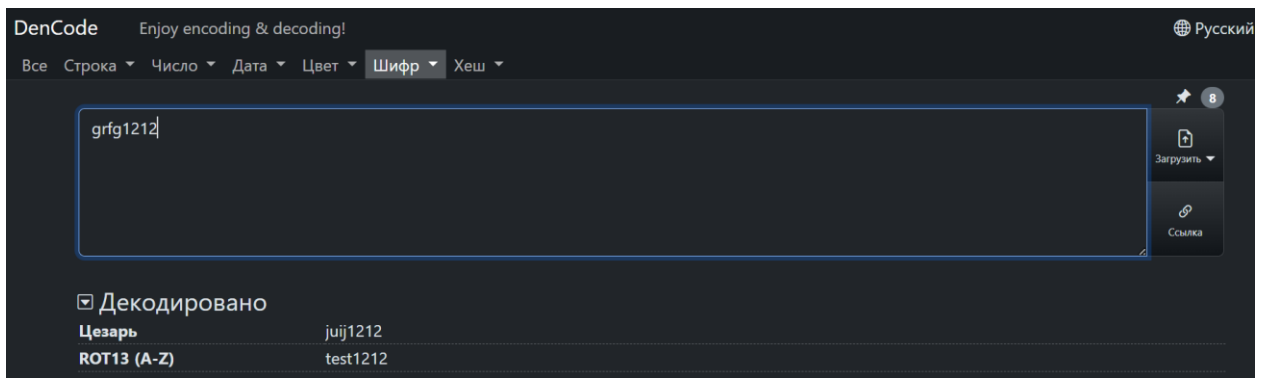 DenCode Enjoy encoding & decoding! Русский
Все Строка Число Дата Цвет Шифр Хеш
8
grfg1212
Загрузить
Ссылка
Декодировано
Цезарь juij1212
ROT13 (A-Z) test1212